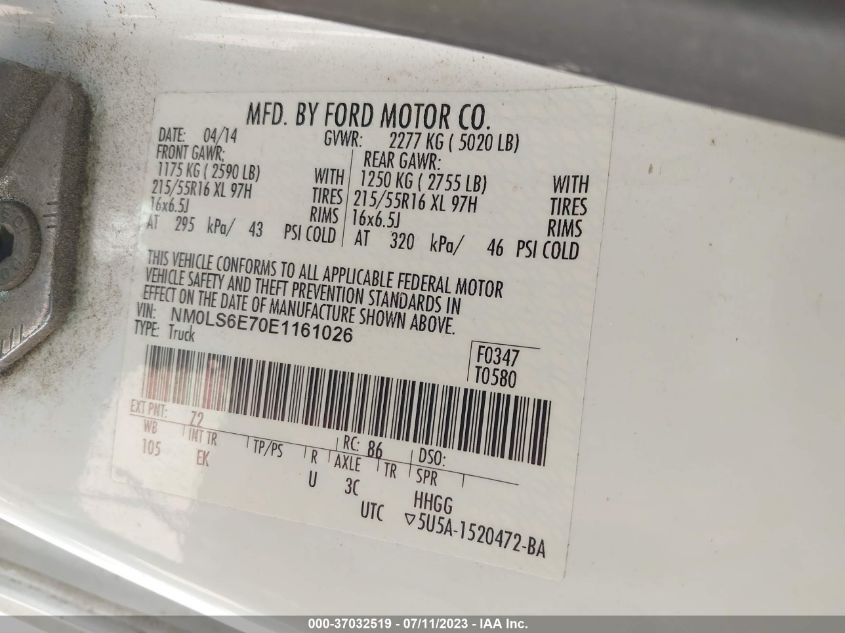 MFD. BY FORD MOTOR CO.
DATE: 04/14 GVWR: 2277 KG ( 5020 LB)
FRONT GAWR: REAR GAWR:
1175 KG ( 2590 LB) WITH 1250 KG ( 2755 LB) WITH
215/55R16 XL 97H TIRES 215/55R16 XL 97H TIRES
16x6.5J RIMS 16x6.5J RIMS
AT 295 kPa/ 43 PSI COLD AT 320 kPa/ 46 PSI COLD
THIS VEHICLE CONFORMS TO ALL APPLICABLE FEDERAL MOTOR
VEHICLE SAFETY AND THEFT PREVENTION STANDARDS IN
EFFECT ON THE DATE OF MANUFACTURE SHOWN ABOVE.
VIN: NM0LS6E70E1161026
TYPE: Truck
F0347
T0580
EXT PNT: 72 RC: 86 DSO:
WB INT TR TP/PS R AXLE TR SPR
105 EK U 3C HHGG
UTC ▽5U5A-1520472-BA
000-37032519 - 07/11/2023 - IAA Inc.